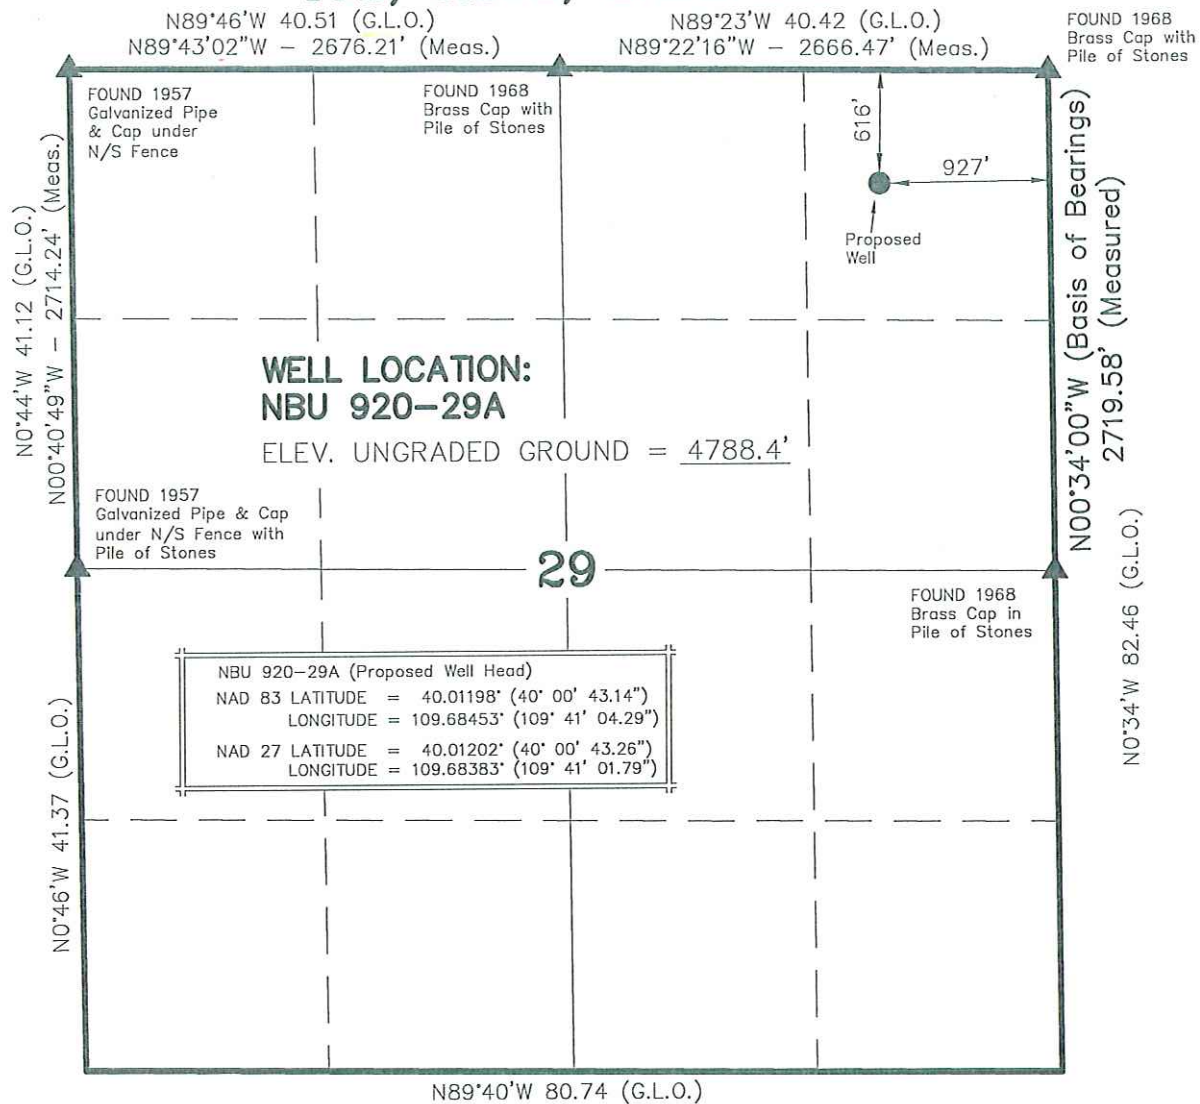 N89°46'W 40.51 (G.L.O.)
N89°43'02"W - 2676.21' (Meas.)
N89°23'W 40.42 (G.L.O.)
N89°22'16"W - 2666.47' (Meas.)
FOUND 1968
Brass Cap with
Pile of Stones
FOUND 1957
Galvanized Pipe
& Cap under
N/S Fence
FOUND 1968
Brass Cap with
Pile of Stones
616'
927'
Proposed
Well
N0°44'W 41.12 (G.L.O.)
N00°40'49"W - 2714.24' (Meas.)
N00°34'00"W (Basis of Bearings)
2719.58' (Measured)
WELL LOCATION:
NBU 920-29A
ELEV. UNGRADED GROUND = 4788.4'
FOUND 1957
Galvanized Pipe & Cap
under N/S Fence with
Pile of Stones
29
FOUND 1968
Brass Cap in
Pile of Stones
N0°34'W 82.46 (G.L.O.)
NBU 920-29A (Proposed Well Head)
NAD 83 LATITUDE = 40.01198° (40° 00' 43.14")
LONGITUDE = 109.68453° (109° 41' 04.29")
NAD 27 LATITUDE = 40.01202° (40° 00' 43.26")
LONGITUDE = 109.68383° (109° 41' 01.79")
N0°46'W 41.37 (G.L.O.)
N89°40'W 80.74 (G.L.O.)